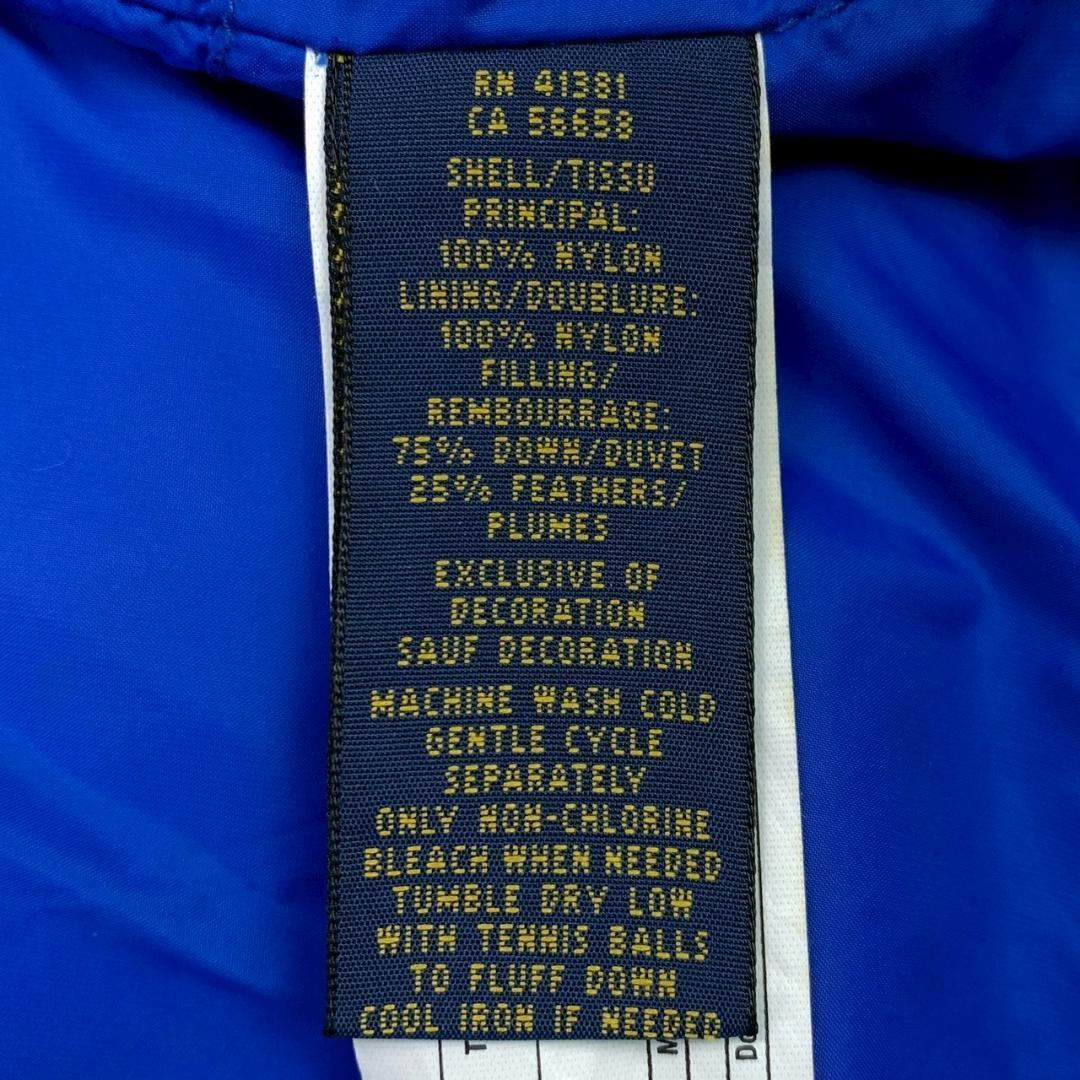 RN 41381
CA 56658
SHELL/TISSU
PRINCIPAL:
100% NYLON
LINING/DOUBLURE:
100% NYLON
FILLING/
REMBOURRAGE:
75% DOWN/DUVET
25% FEATHERS/
PLUMES
EXCLUSIVE OF
DECORATION
SAUF DECORATION
MACHINE WASH COLD
GENTLE CYCLE
SEPARATELY
ONLY NON-CHLORINE
BLEACH WHEN NEEDED
TUMBLE DRY LOW
WITH TENNIS BALLS
TO FLUFF DOWN
COOL IRON IF NEEDED